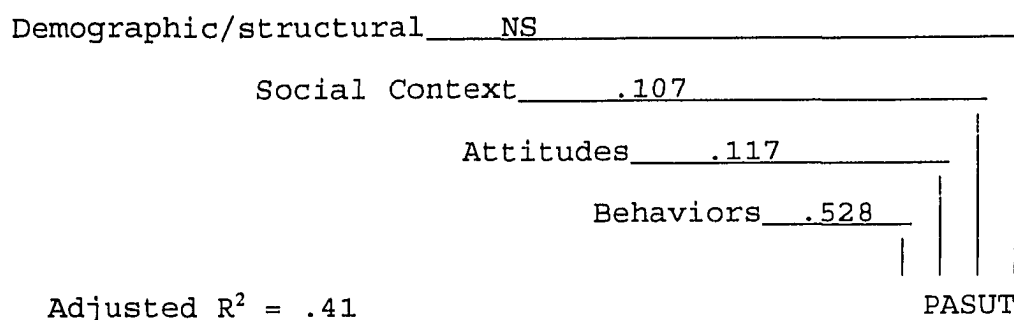 Demographic/structural NS
Social Context .107
Attitudes .117
Behaviors .528
Adjusted R² = .41 PASUT